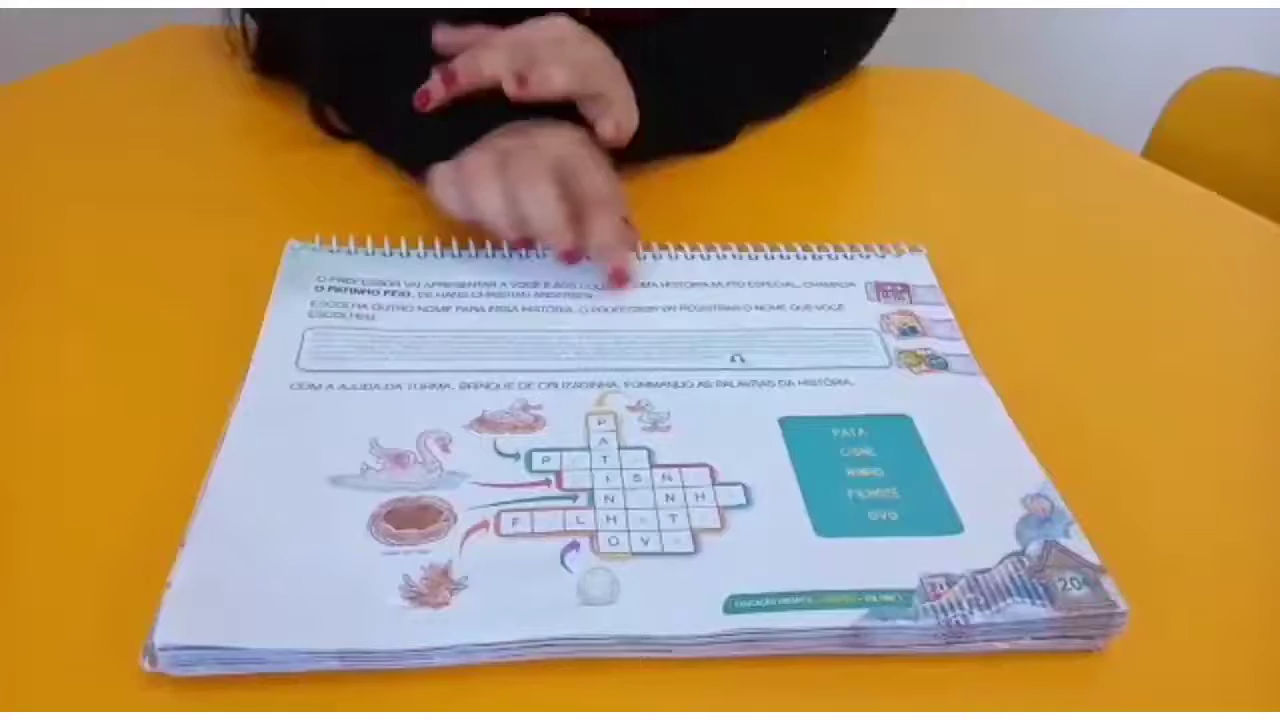 O PROFESSOR VAI APRESENTAR A VOCÊ E AOS UMA HISTÓRIA MUITO ESPECIAL, CHAMADA
O PATINHO FEIO, DE HANS CHRISTIAN ANDERSEN.
ESCOLHA OUTRO NOME PARA ESSA HISTÓRIA. O PROFESSOR VAI REGISTRAR O NOME QUE VOCÊ
ESCOLHEU.
COM A AJUDA DA TURMA, BRINQUE DE CRUZADINHA, FORMANDO AS PALAVRAS DA HISTÓRIA.
P
A
P T
I S N
N N H
F L H T
O V
PATA
CISNE
NINHO
FILHOTE
OVO
EDUCAÇÃO INFANTIL